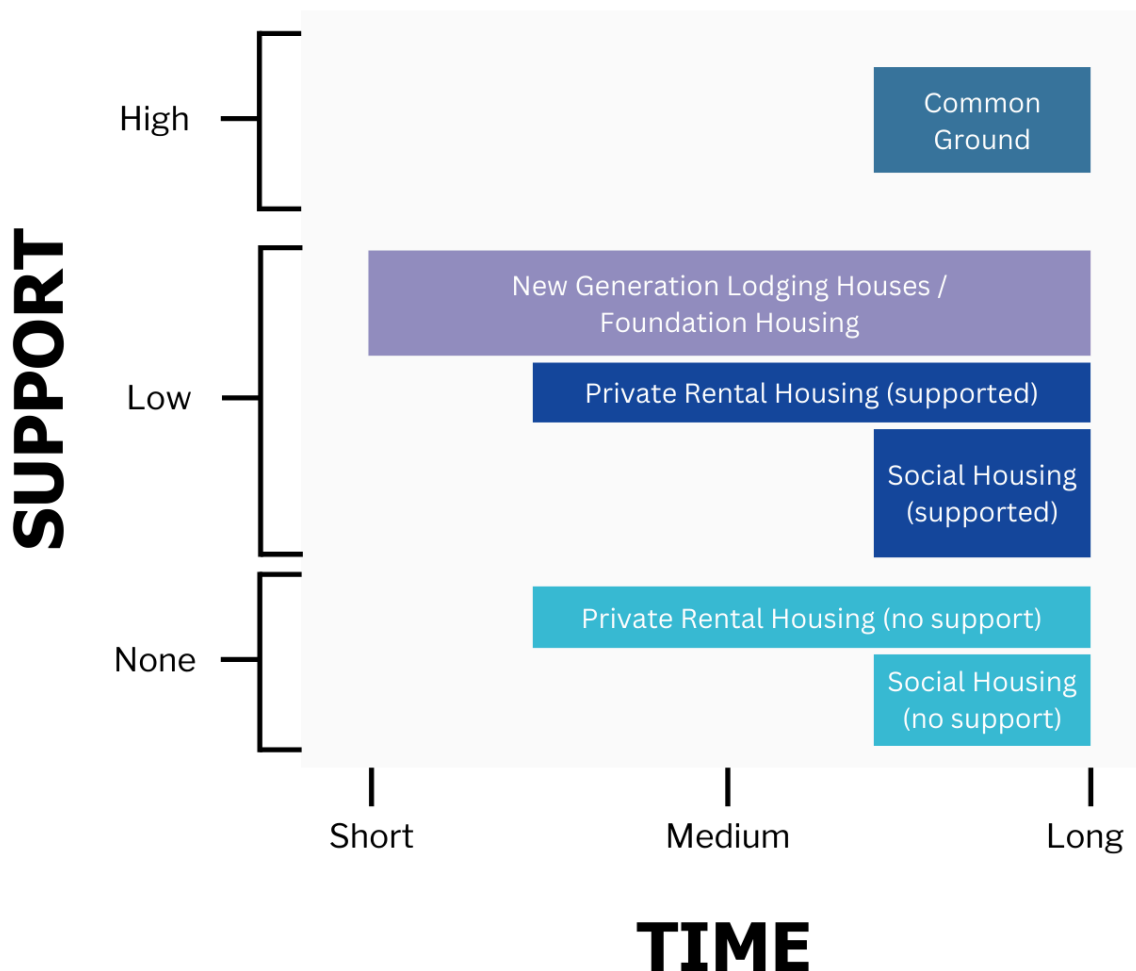 High
Common
Ground
SUPPORT
Low
New Generation Lodging Houses /
Foundation Housing
Private Rental Housing (supported)
Social Housing
(supported)
None
Private Rental Housing (no support)
Social Housing
(no support)
Short
Medium
Long
TIME